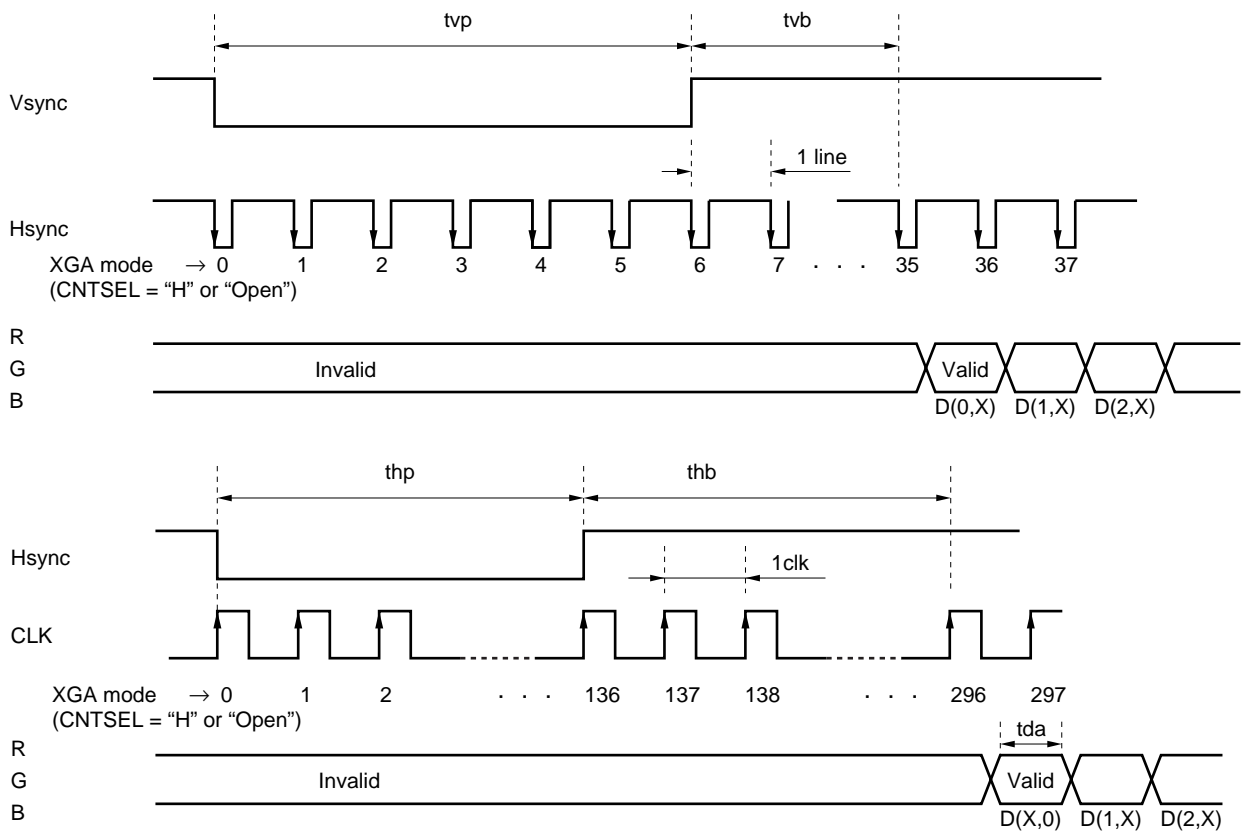 tvp tvb
Vsync
1 line
Hsync
XGA mode → 0 1 2 3 4 5 6 7 · · · 35 36 37
(CNTSEL = “H” or “Open”)
R
G Invalid Valid
B
D(0,X) D(1,X) D(2,X)
thp thb
Hsync
1clk
CLK
XGA mode → 0 1 2 · · · 136 137 138 · · · 296 297
(CNTSEL = “H” or “Open”)
R tda
G Invalid Valid
B
D(X,0) D(1,X) D(2,X)